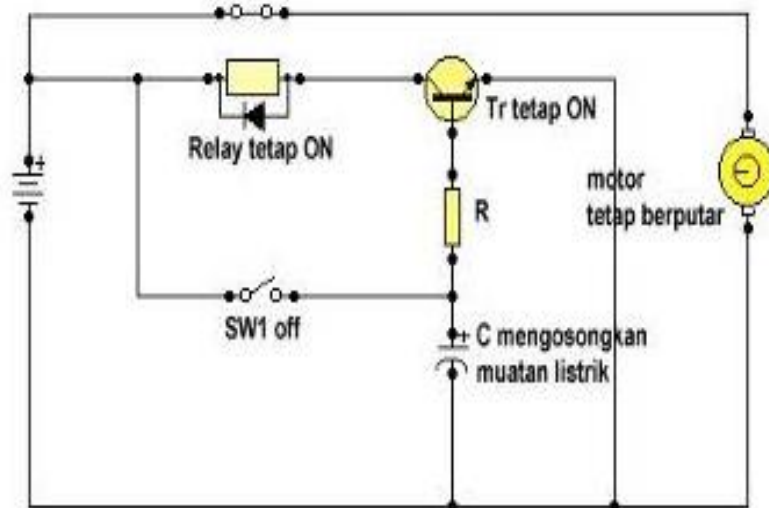 Tr tetap ON
Relay tetap ON
motor
tetap berputar
R
SW1 off
C mengosongkan
muatan listrik
+
+